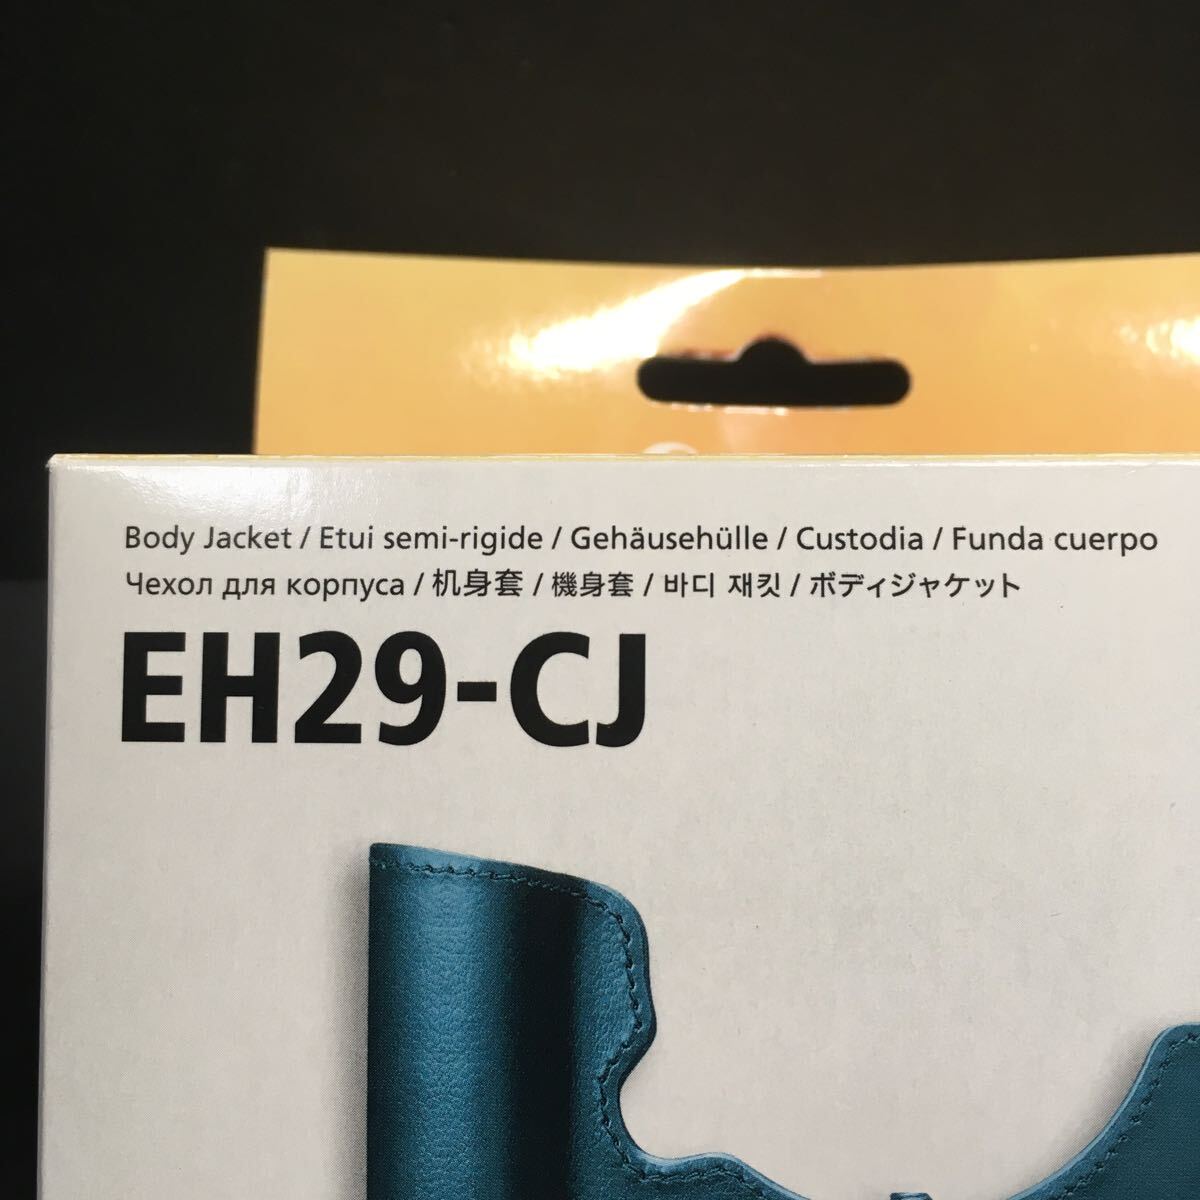 Body Jacket / Etui semi-rigide / Gehäusehülle / Custodia / Funda cuerpo
Чехол для корпуса / 机身套 / 機身套 / 바디 재킷 / ボディジャケット
EH29-CJ